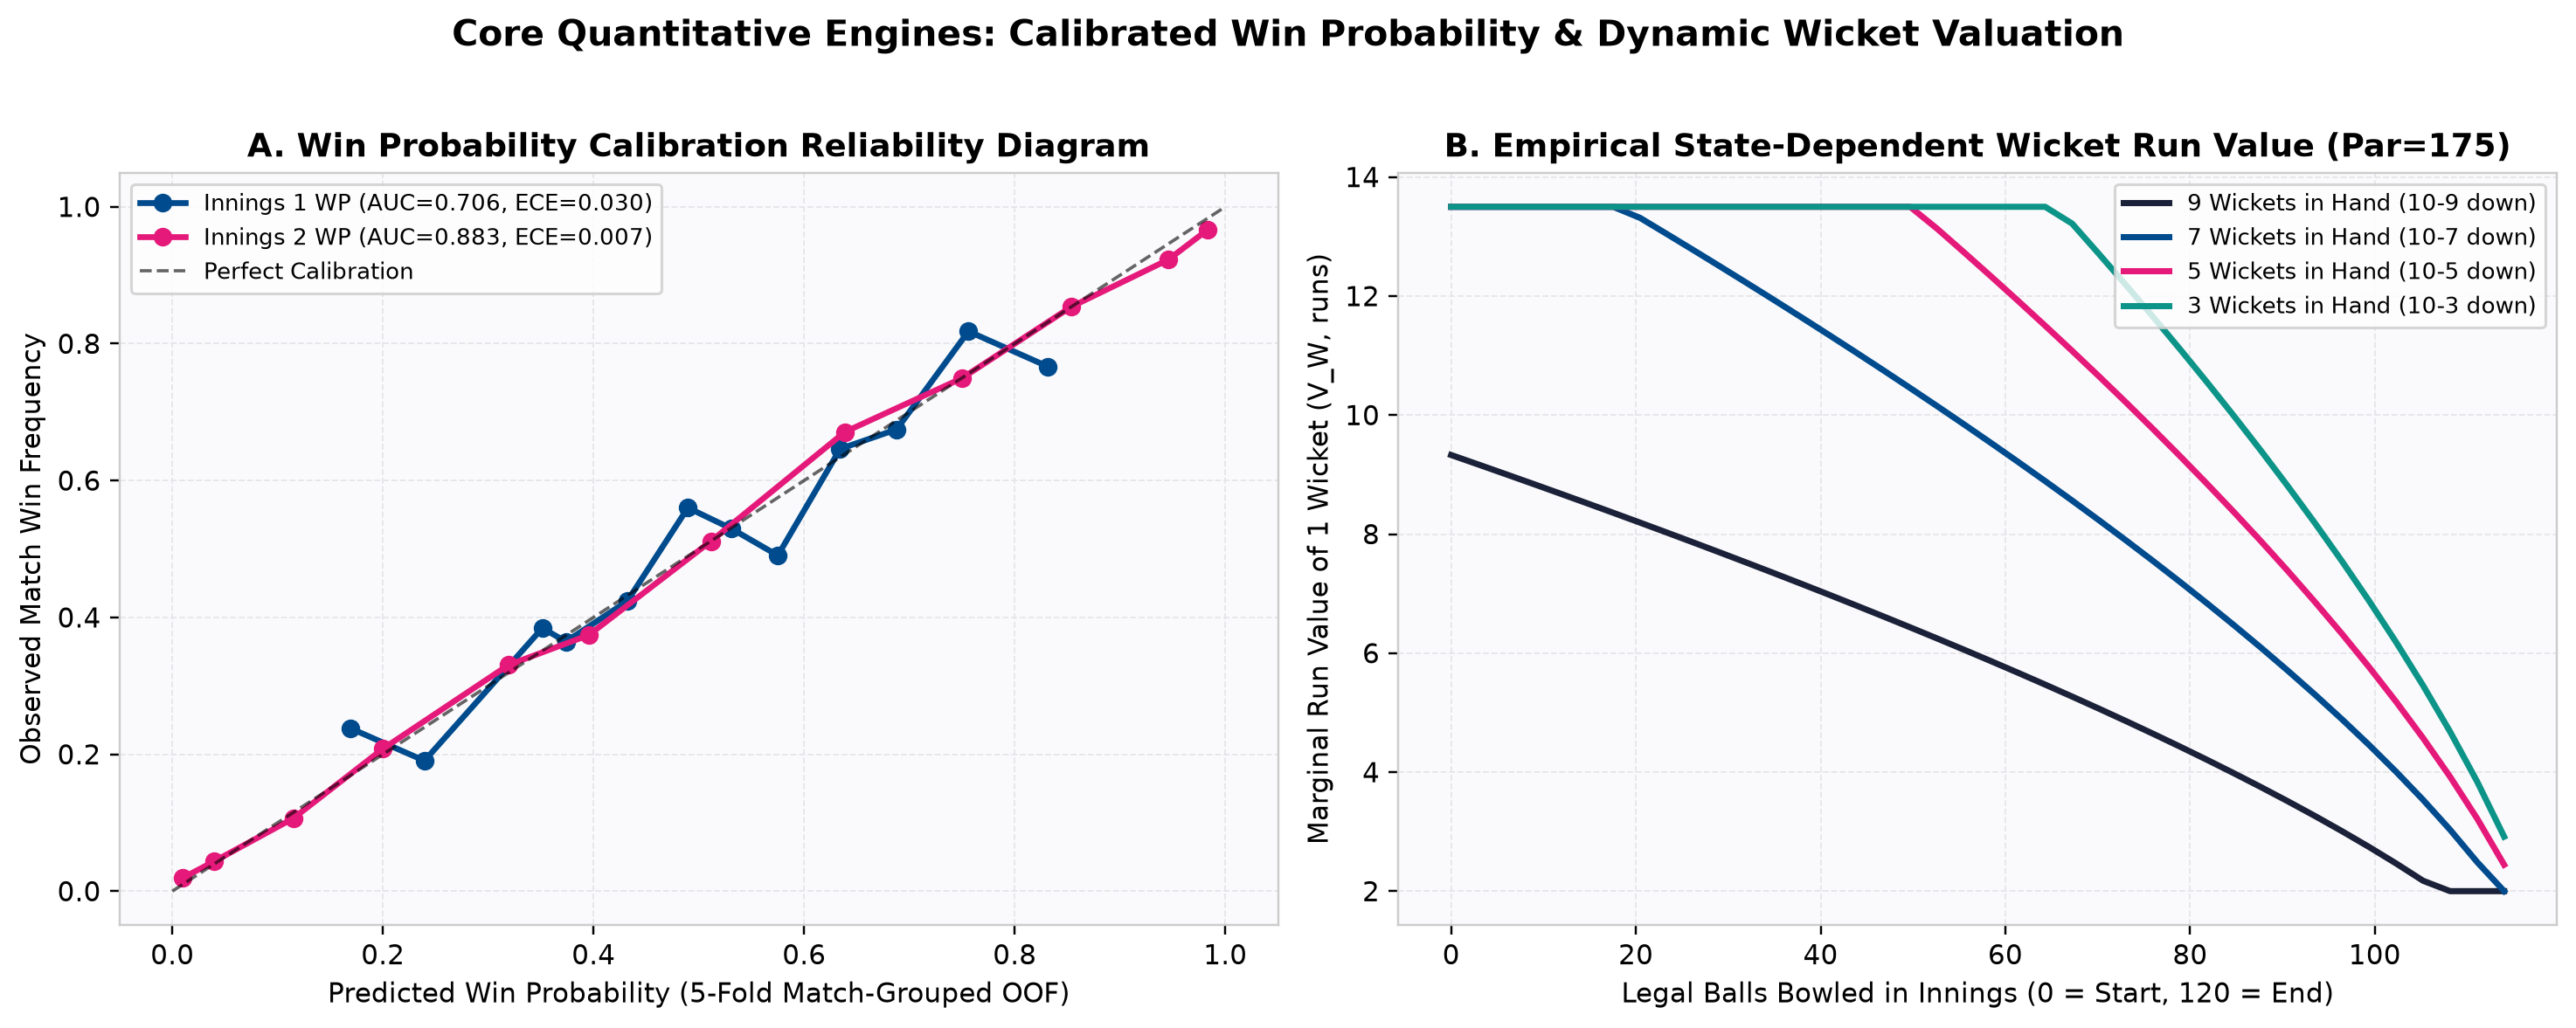 Core Quantitative Engines: Calibrated Win Probability & Dynamic Wicket Valuation
A. Win Probability Calibration Reliability Diagram
Innings 1 WP (AUC=0.706, ECE=0.030)
Innings 2 WP (AUC=0.883, ECE=0.007)
Perfect Calibration
Observed Match Win Frequency
1.0
0.8
0.6
0.4
0.2
0.0
0.0 0.2 0.4 0.6 0.8 1.0
Predicted Win Probability (5-Fold Match-Grouped OOF)
B. Empirical State-Dependent Wicket Run Value (Par=175)
9 Wickets in Hand (10-9 down)
7 Wickets in Hand (10-7 down)
5 Wickets in Hand (10-5 down)
3 Wickets in Hand (10-3 down)
Marginal Run Value of 1 Wicket (V_W, runs)
14
12
10
8
6
4
2
0 20 40 60 80 100
Legal Balls Bowled in Innings (0 = Start, 120 = End)